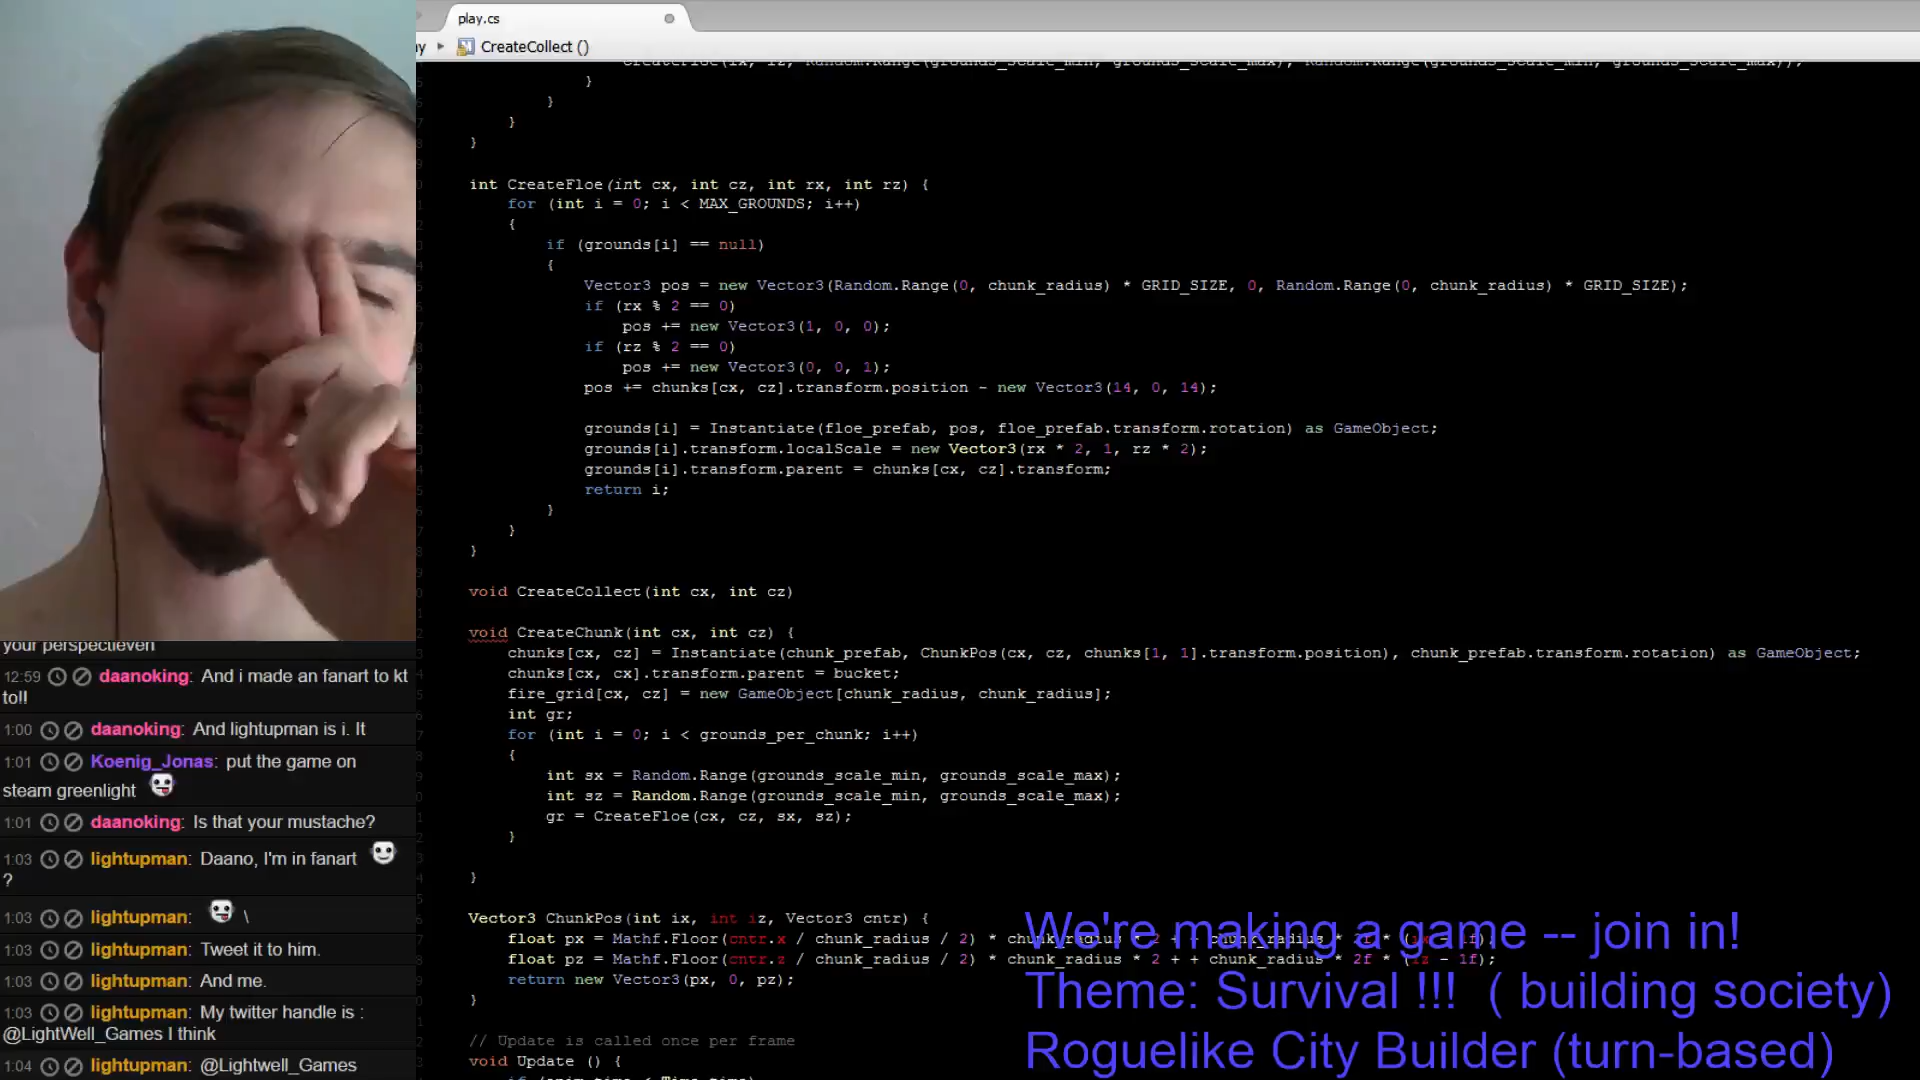 play.cs
CreateCollect ()
}
}
}
}
int CreateFloe(int cx, int cz, int rx, int rz) {
for (int i = 0; i < MAX_GROUNDS; i++)
{
if (grounds[i] == null)
{
Vector3 pos = new Vector3(Random.Range(0, chunk_radius) * GRID_SIZE, 0, Random.Range(0, chunk_radius) * GRID_SIZE);
if (rx % 2 == 0)
pos += new Vector3(1, 0, 0);
if (rz % 2 == 0)
pos += new Vector3(0, 0, 1);
pos += chunks[cx, cz].transform.position - new Vector3(14, 0, 14);
grounds[i] = Instantiate(floe_prefab, pos, floe_prefab.transform.rotation) as GameObject;
grounds[i].transform.localScale = new Vector3(rx * 2, 1, rz * 2);
grounds[i].transform.parent = chunks[cx, cz].transform;
return i;
}
}
}
void CreateCollect(int cx, int cz)
void CreateChunk(int cx, int cz) {
chunks[cx, cz] = Instantiate(chunk_prefab, ChunkPos(cx, cz, chunks[1, 1].transform.position), chunk_prefab.transform.rotation) as GameObject;
chunks[cx, cx].transform.parent = bucket;
fire_grid[cx, cz] = new GameObject[chunk_radius, chunk_radius];
int gr;
for (int i = 0; i < grounds_per_chunk; i++)
{
int sx = Random.Range(grounds_scale_min, grounds_scale_max);
int sz = Random.Range(grounds_scale_min, grounds_scale_max);
gr = CreateFloe(cx, cz, sx, sz);
}
}
Vector3 ChunkPos(int ix, int iz, Vector3 cntr) {
float px = Mathf.Floor(cntr.x / chunk_radius / 2) * chunk_radius * 2 + + chunk_radius * 2f * (ix - 1f);
float pz = Mathf.Floor(cntr.z / chunk_radius / 2) * chunk_radius * 2 + + chunk_radius * 2f * (iz - 1f);
return new Vector3(px, 0, pz);
}
// Update is called once per frame
void Update () {
your perspectieven
12:59 daanoking: And i made an fanart to kt
to!!
1:00 daanoking: And lightupman is i. It
1:01 Koenig_Jonas: put the game on
steam greenlight
1:01 daanoking: Is that your mustache?
1:03 lightupman: Daano, I'm in fanart
?
1:03 lightupman: \
1:03 lightupman: Tweet it to him.
1:03 lightupman: And me.
1:03 lightupman: My twitter handle is :
@LightWell_Games I think
1:04 lightupman: @Lightwell_Games
We're making a game -- join in!
Theme: Survival !!! ( building society)
Roguelike City Builder (turn-based)